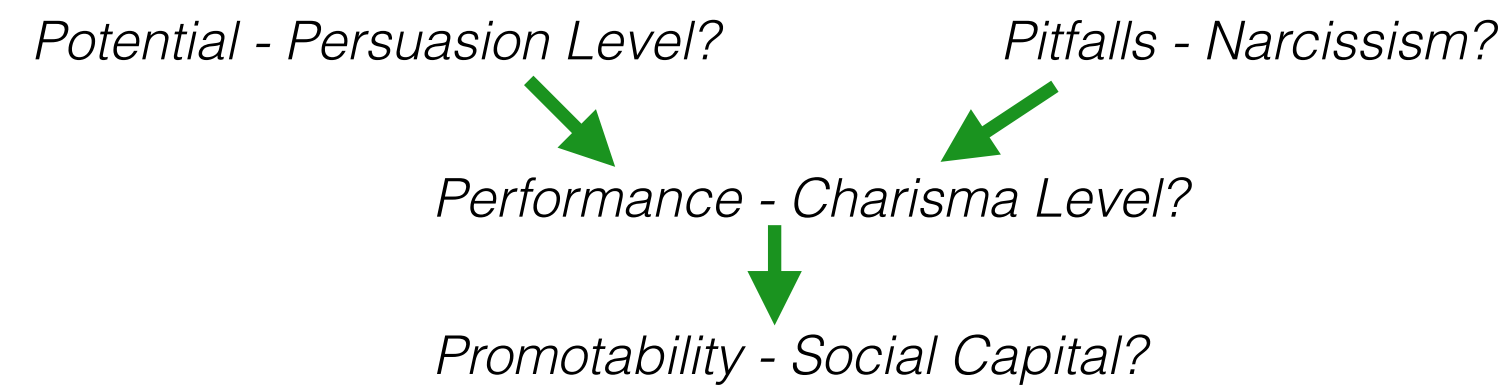 Potential - Persuasion Level?
Pitfalls - Narcissism?
Performance - Charisma Level?
Promotability - Social Capital?